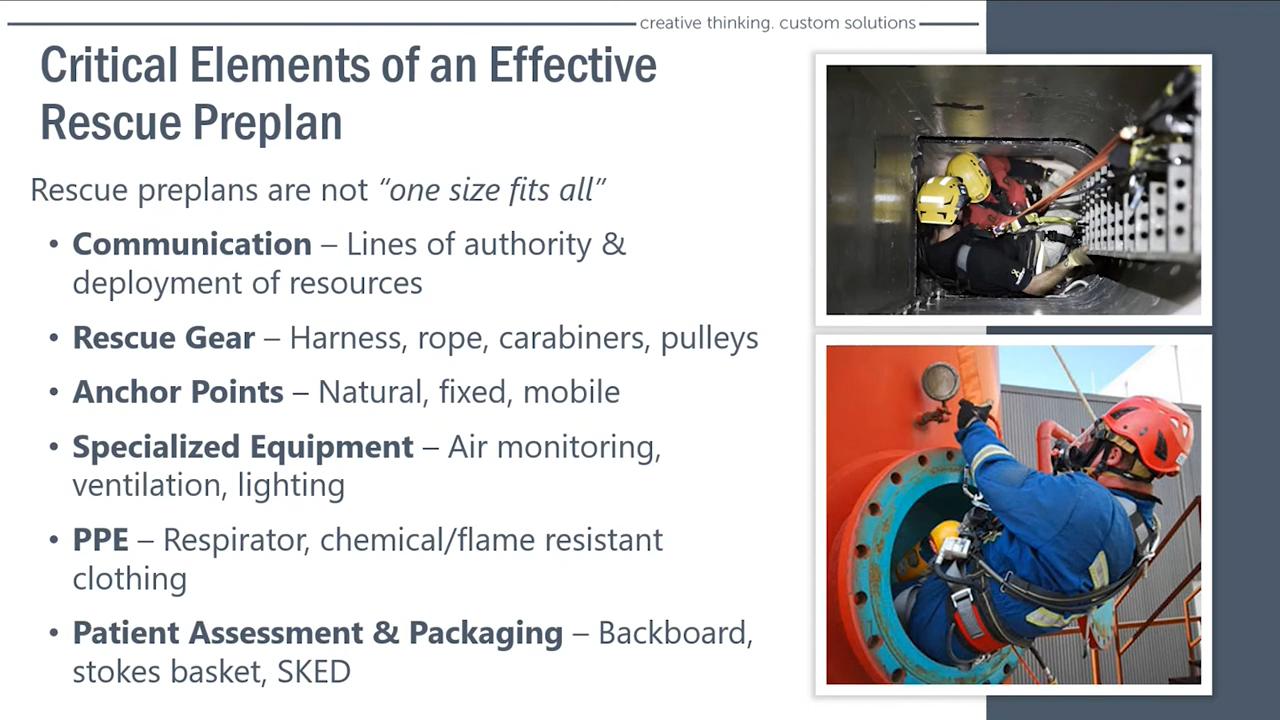 creative thinking. custom solutions
Critical Elements of an Effective
Rescue Preplan
Rescue preplans are not “one size fits all”
• Communication – Lines of authority &
deployment of resources
• Rescue Gear – Harness, rope, carabiners, pulleys
• Anchor Points – Natural, fixed, mobile
• Specialized Equipment – Air monitoring,
ventilation, lighting
• PPE – Respirator, chemical/flame resistant
clothing
• Patient Assessment & Packaging – Backboard,
stokes basket, SKED